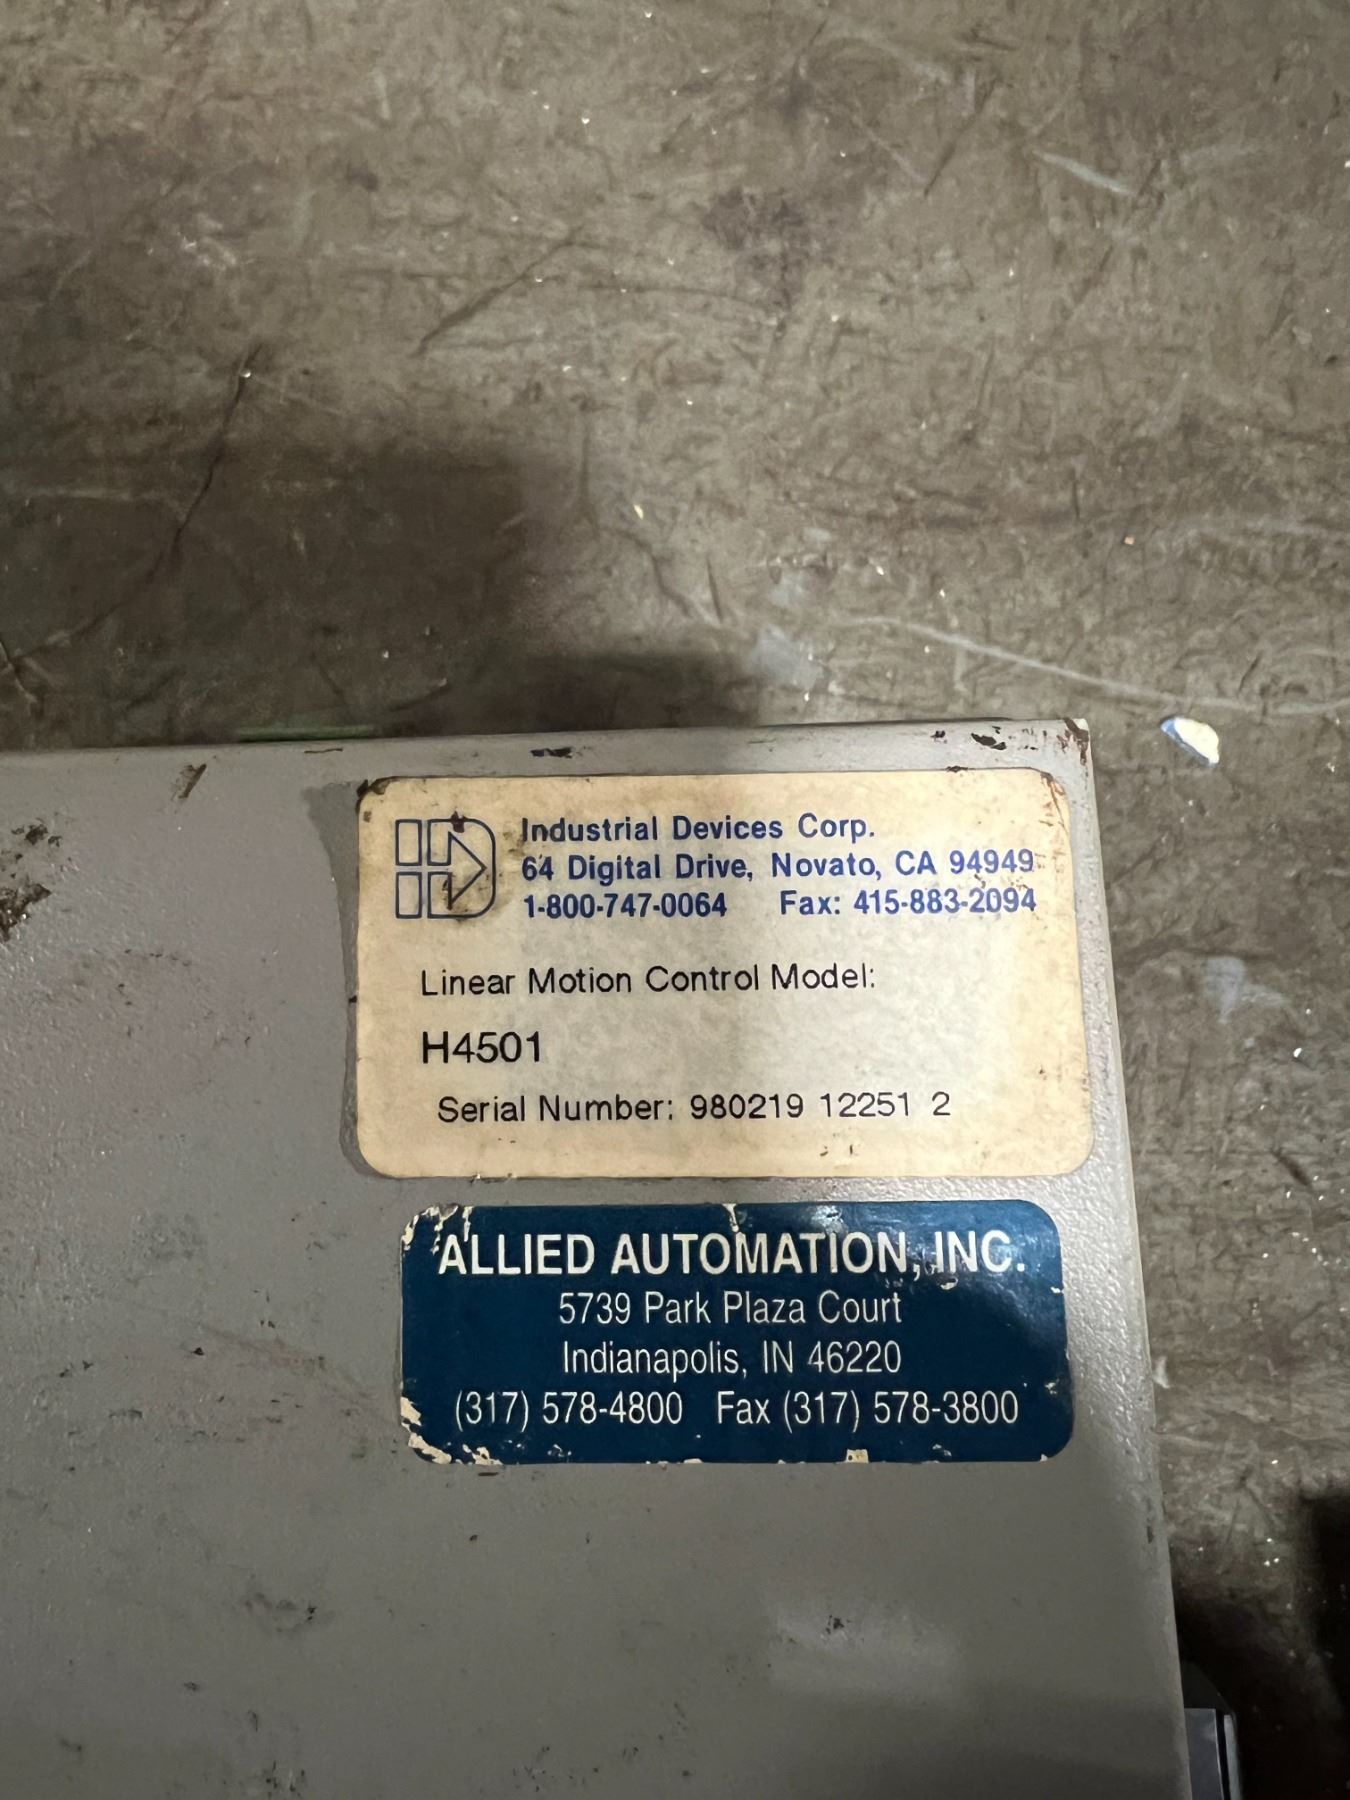 Industrial Devices Corp.
64 Digital Drive, Novato, CA 94949
1-800-747-0064 Fax: 415-883-2094
Linear Motion Control Model:
H4501
Serial Number: 980219 12251 2
ALLIED AUTOMATION, INC.
5739 Park Plaza Court
Indianapolis, IN 46220
(317) 578-4800 Fax (317) 578-3800